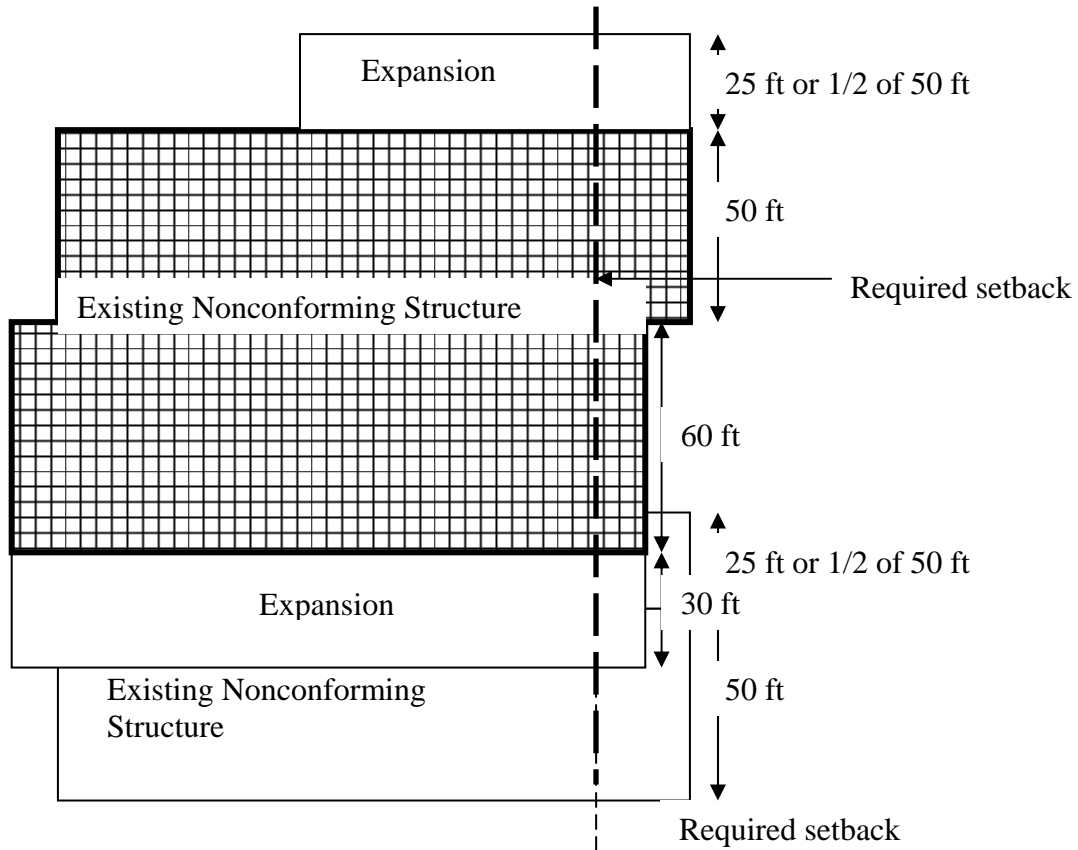 Expansion
25 ft or 1/2 of 50 ft
50 ft
Required setback
Existing Nonconforming Structure
60 ft
25 ft or 1/2 of 50 ft
Expansion
30 ft
Existing Nonconforming
Structure
50 ft
Required setback